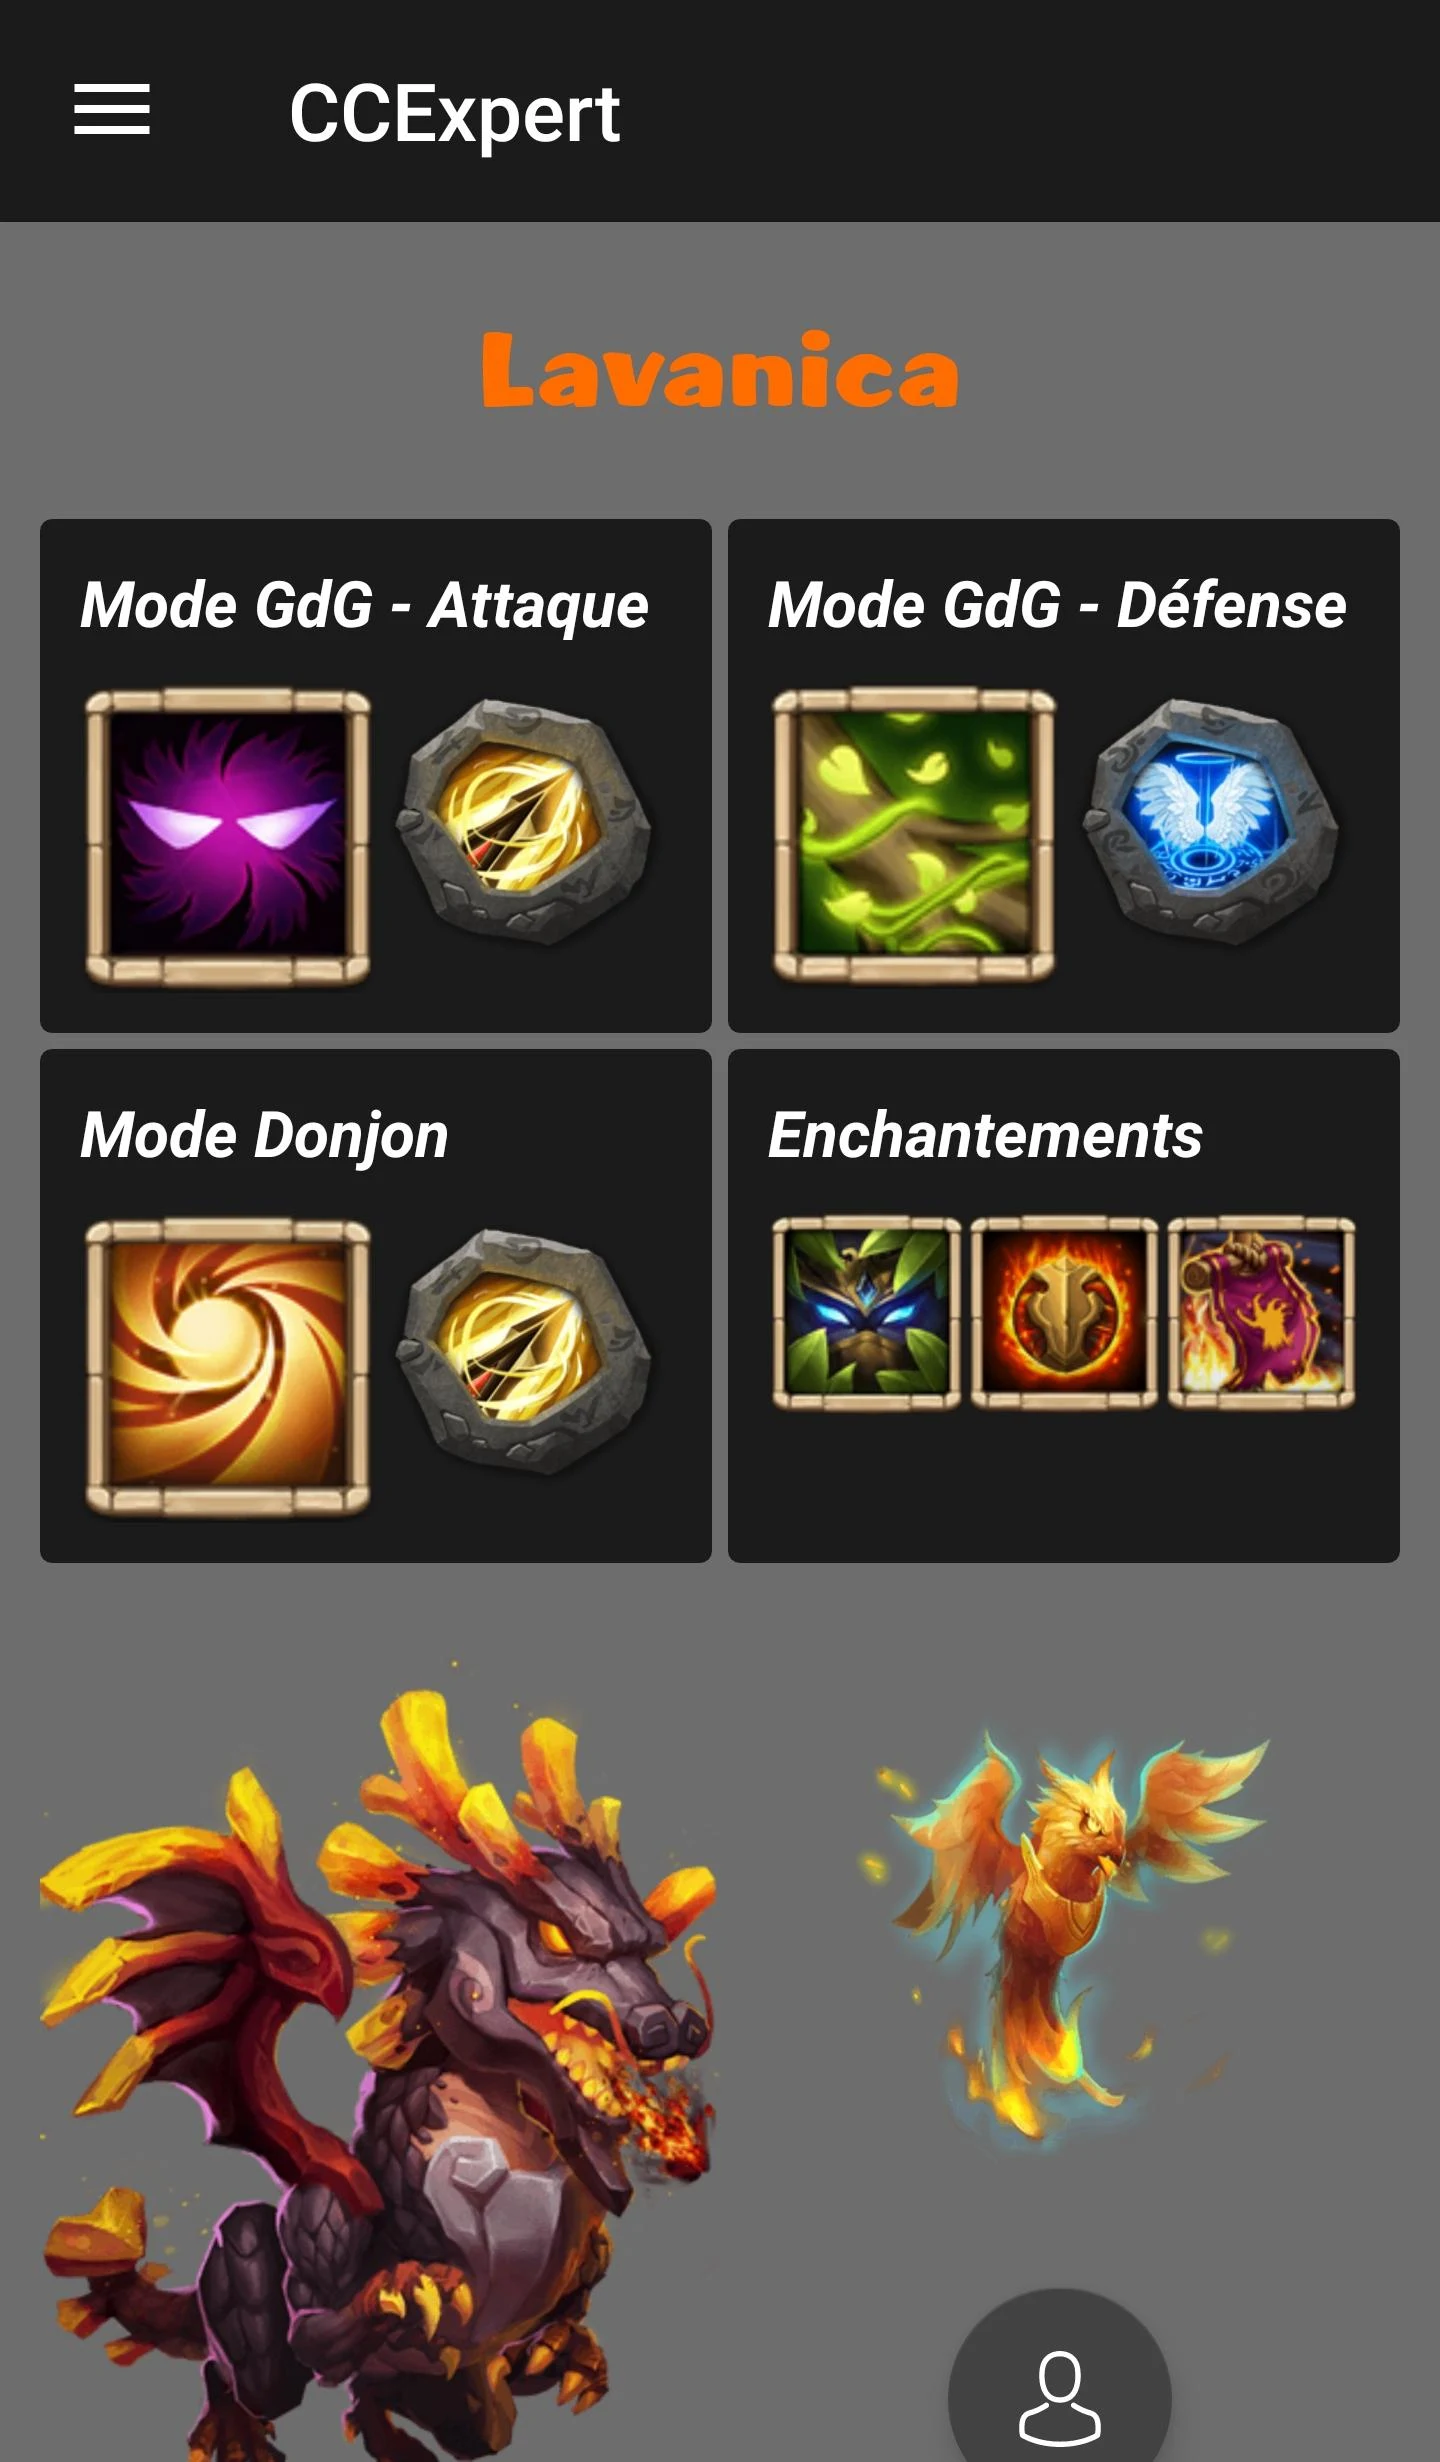 CCExpert
Lavanica
Mode GdG - Attaque
Mode GdG - Défense
Mode Donjon
Enchantements